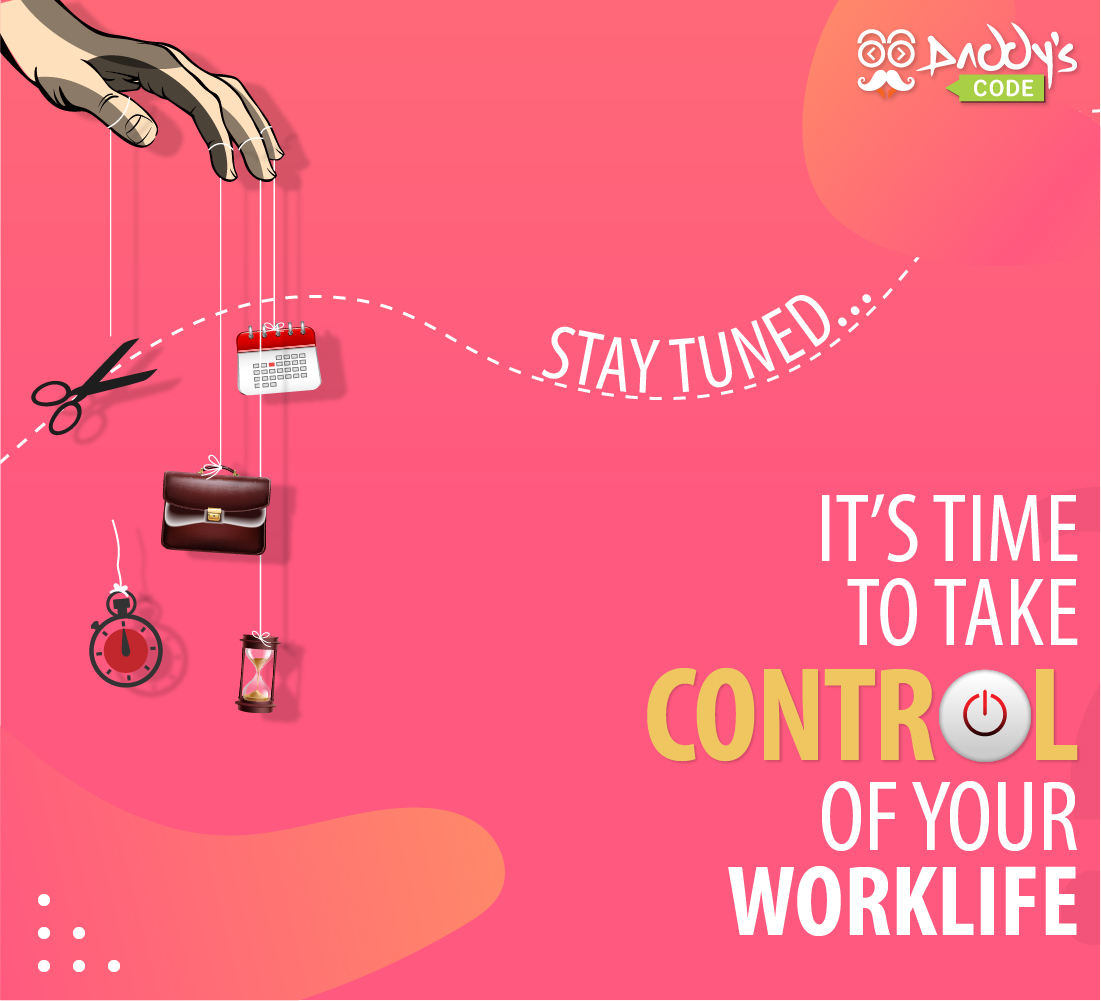 Daddy's
CODE
STAY TUNED...
IT'S TIME
TO TAKE
CONTROL
OF YOUR
WORKLIFE